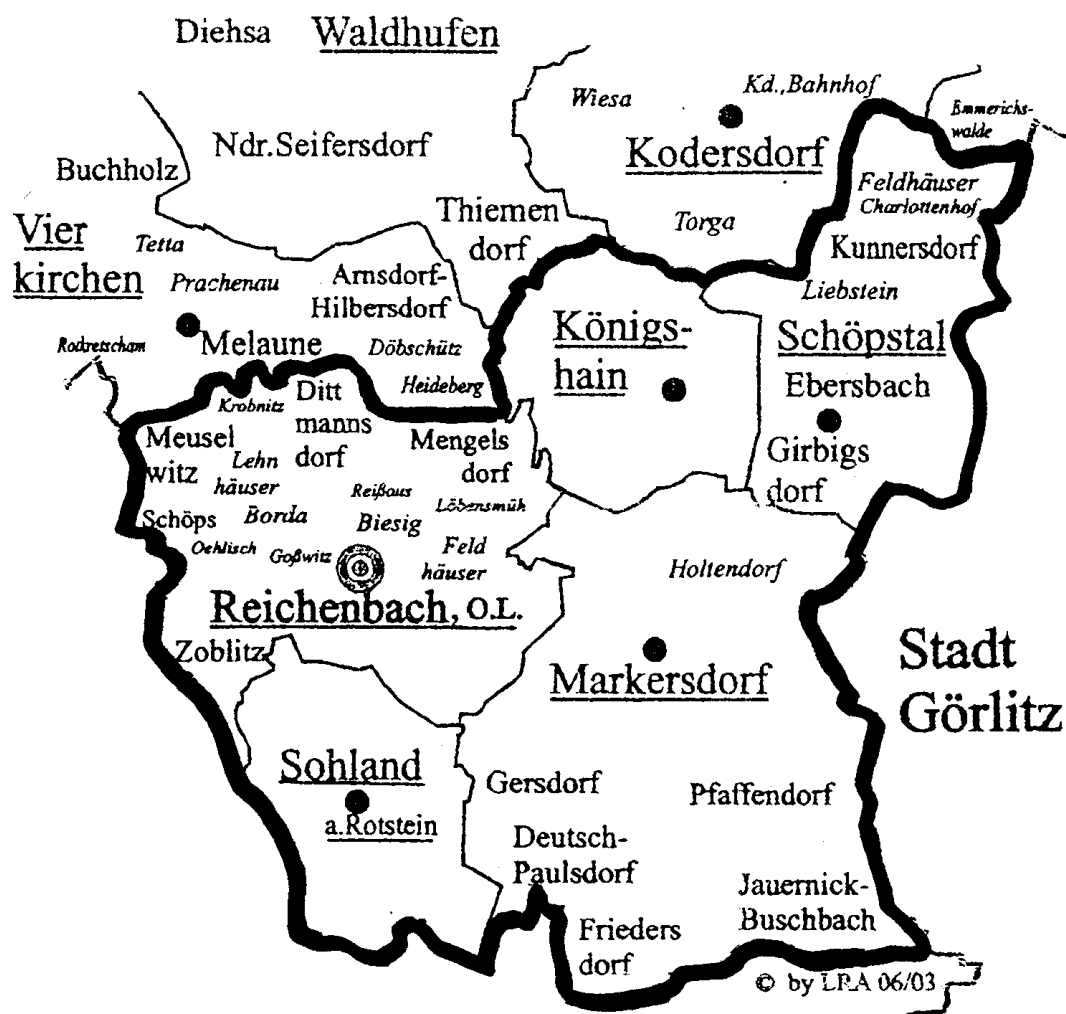 Diehsa
Waldhufen
Wiesa
Kd.,Bahnhof
Emmerichs-
walde
Ndr.Seifersdorf
Kodersdorf
Buchholz
Feldhäuser
Charlottenhof
Vier
kirchen
Tetta
Thiemen
dorf
Torga
Kunnersdorf
Prachenau
Arnsdorf-
Hilbersdorf
Liebstein
Rodretscham
Melaune
Döbschütz
Königs-
hain
Schöpstal
Ebersbach
Heideberg
Krobnitz
Ditt
manns
dorf
Meusel
witz
Lehn
häuser
Mengels
dorf
Girbigs
dorf
Reißaus
Löbensmüh
Schöps
Borda
Biesig
Oehlisch
Goßwitz
Feld
häuser
Holtendorf
Reichenbach, O.L.
Zoblitz
Markersdorf
Stadt
Görlitz
Sohland
a.Rotstein
Gersdorf
Pfaffendorf
Deutsch-
Paulsdorf
Jauernick-
Buschbach
Frieders
dorf
© by LRA 06/03